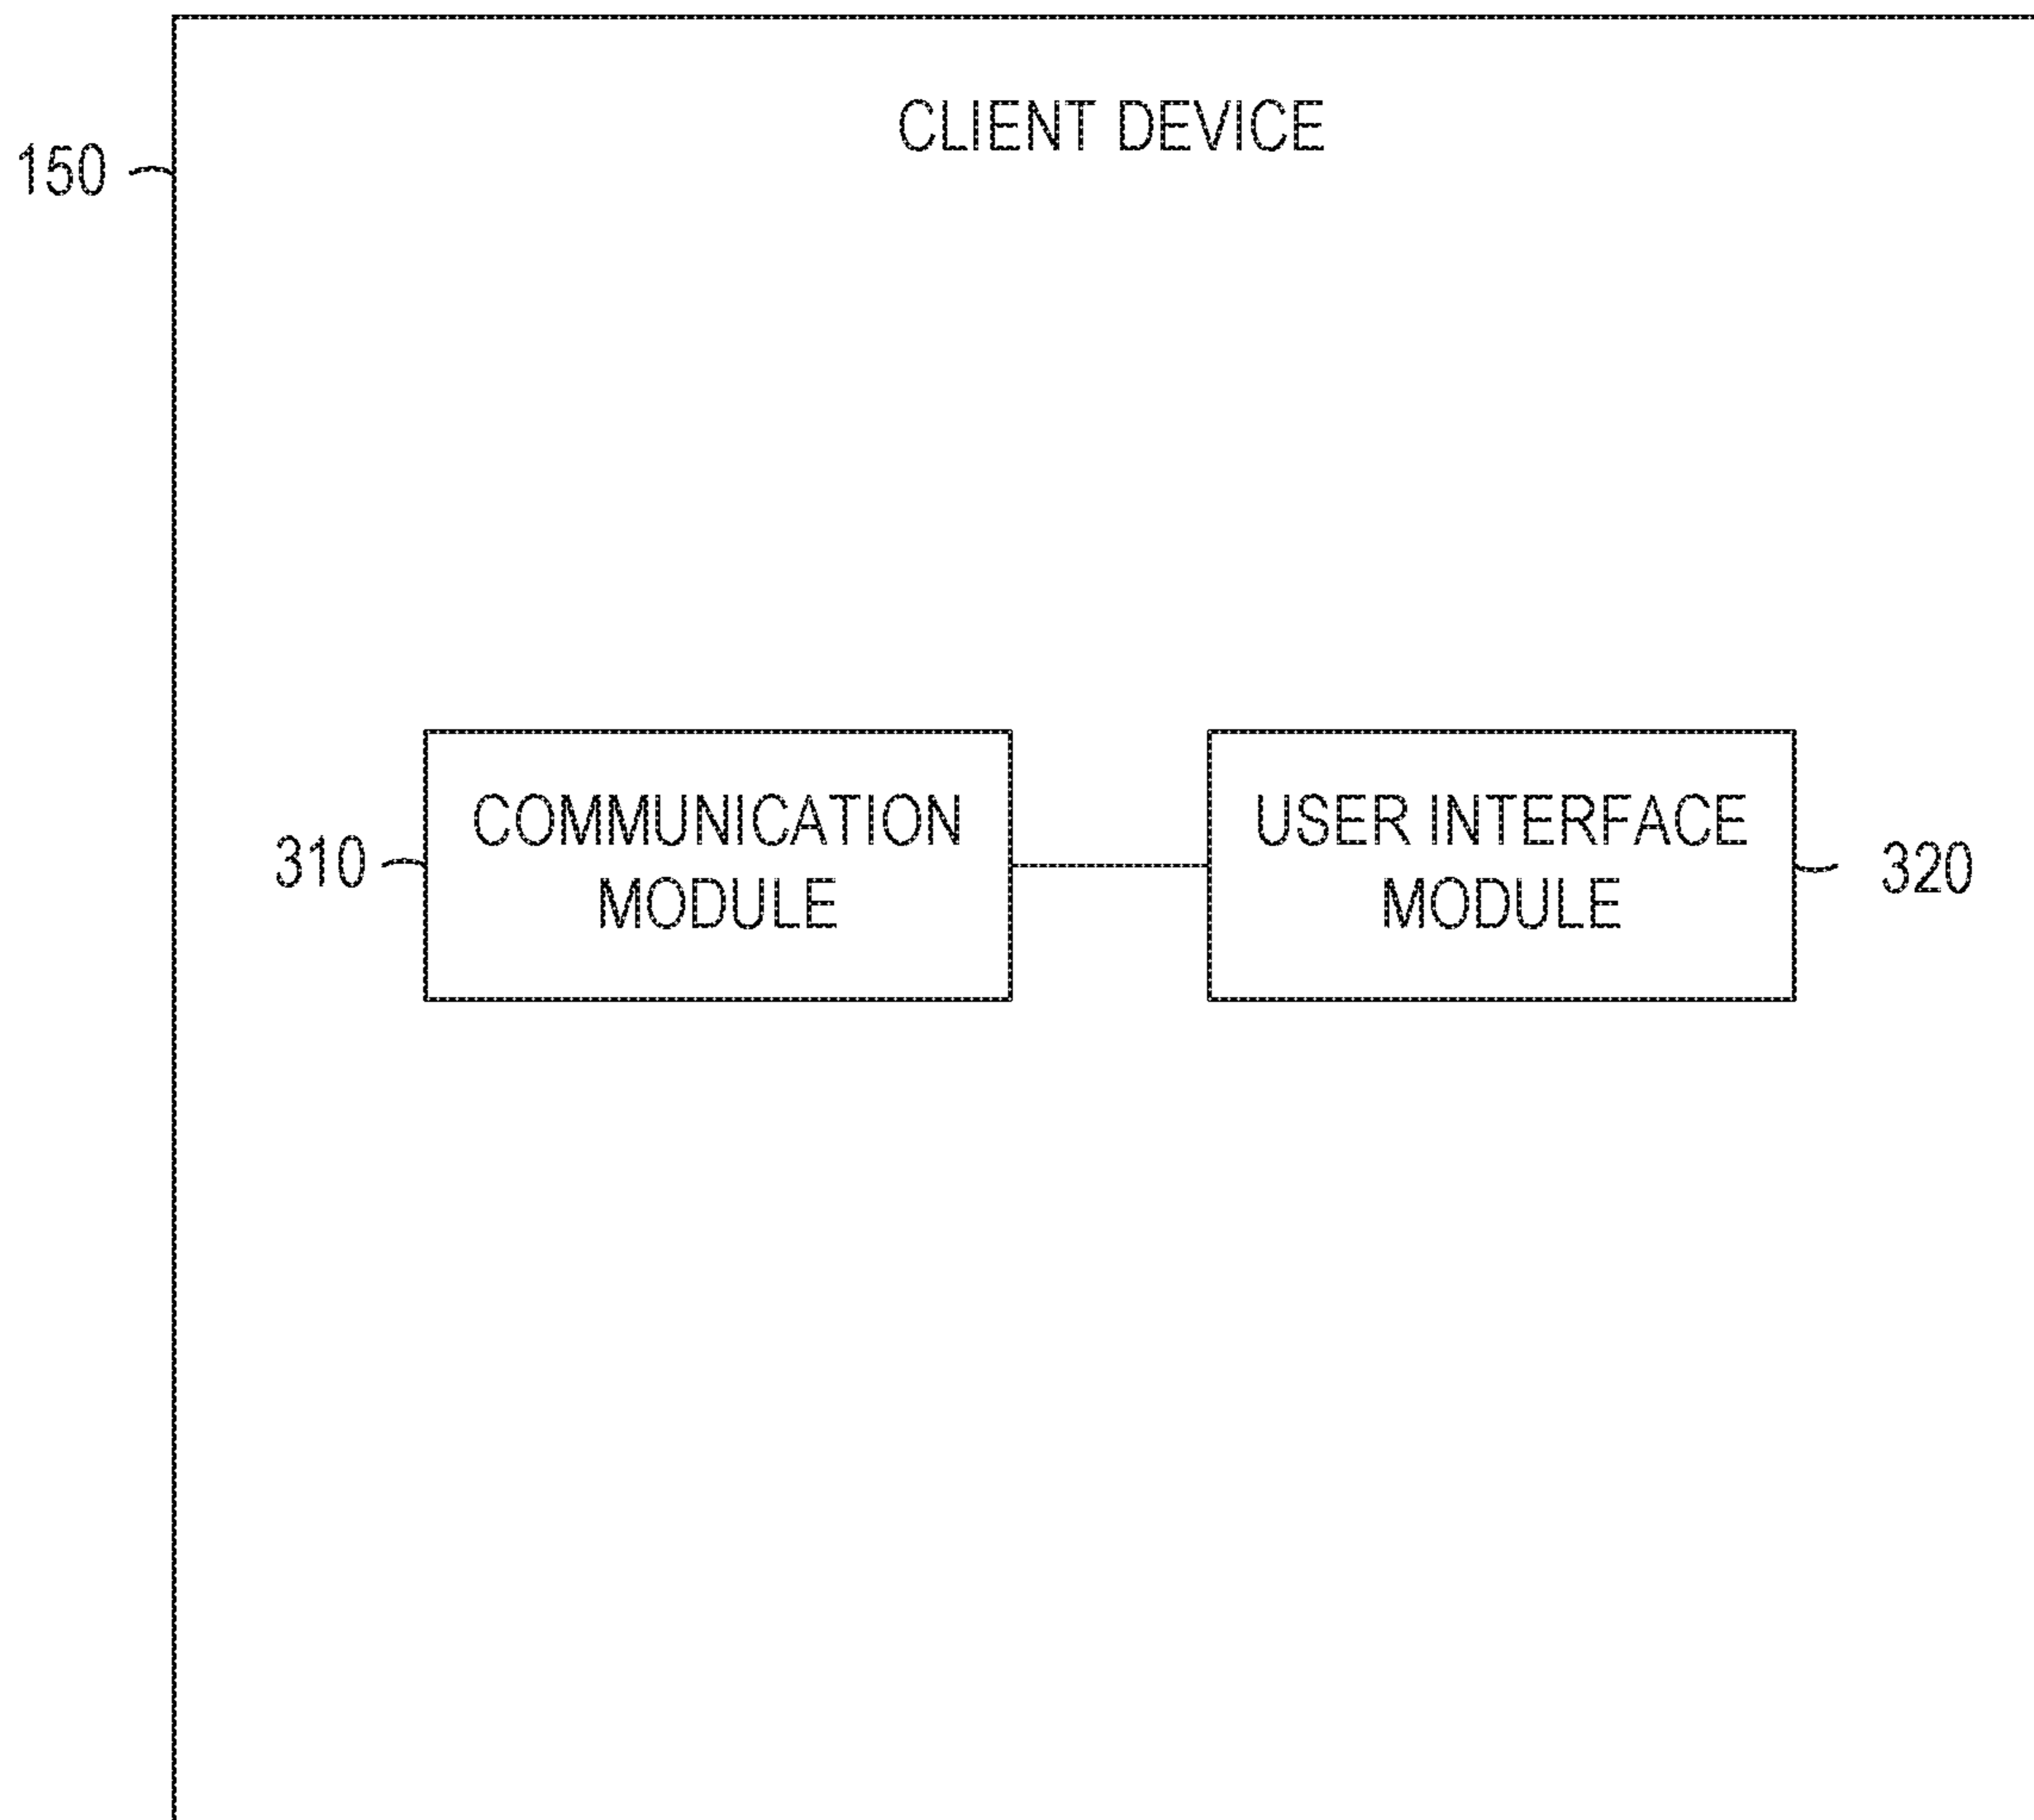 CLIENT DEVICE
150
COMMUNICATION
MODULE
310
USER INTERFACE
MODULE
320